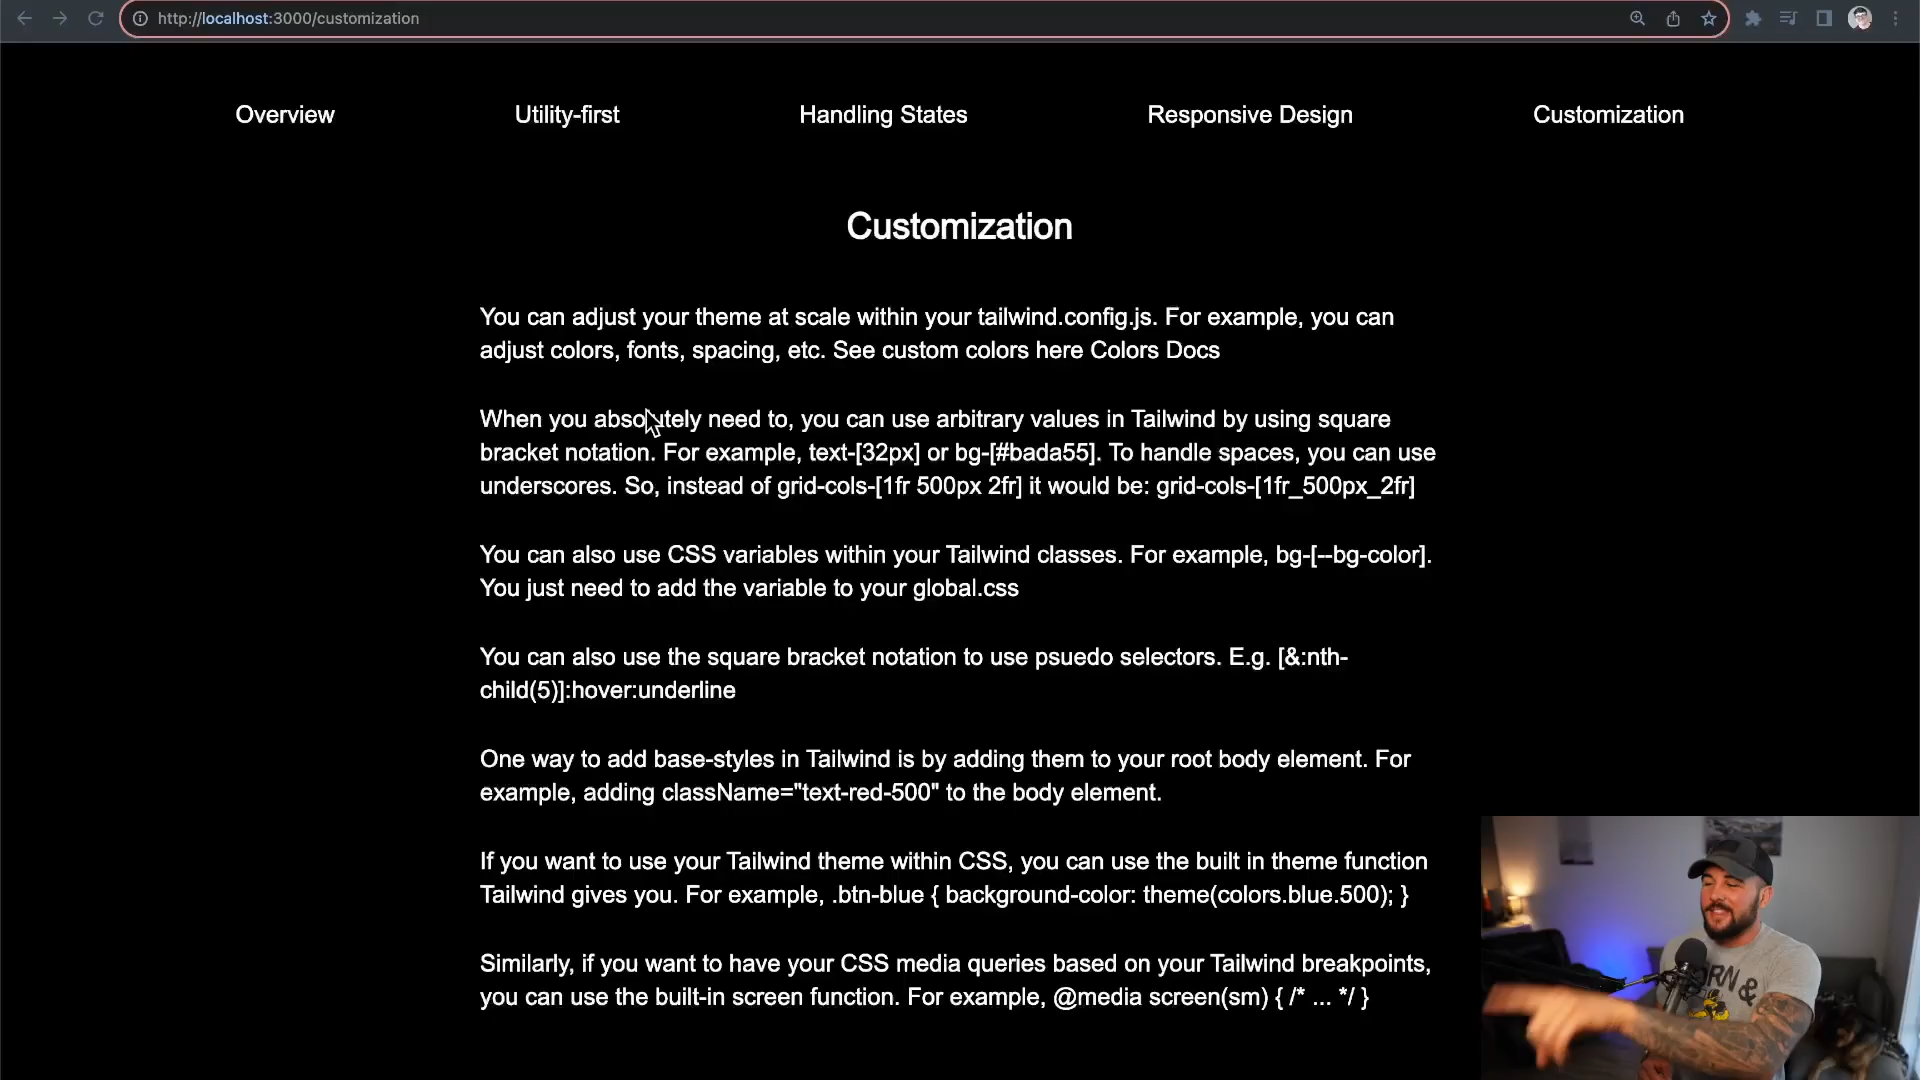 http://localhost:3000/customization
Overview
Utility-first
Handling States
Responsive Design
Customization
Customization
You can adjust your theme at scale within your tailwind.config.js. For example, you can
adjust colors, fonts, spacing, etc. See custom colors here Colors Docs
When you absolutely need to, you can use arbitrary values in Tailwind by using square
bracket notation. For example, text-[32px] or bg-[#bada55]. To handle spaces, you can use
underscores. So, instead of grid-cols-[1fr 500px 2fr] it would be: grid-cols-[1fr_500px_2fr]
You can also use CSS variables within your Tailwind classes. For example, bg-[--bg-color].
You just need to add the variable to your global.css
You can also use the square bracket notation to use psuedo selectors. E.g. [&:nth-
child(5)]:hover:underline
One way to add base-styles in Tailwind is by adding them to your root body element. For
example, adding className="text-red-500" to the body element.
If you want to use your Tailwind theme within CSS, you can use the built in theme function
Tailwind gives you. For example, .btn-blue { background-color: theme(colors.blue.500); }
Similarly, if you want to have your CSS media queries based on your Tailwind breakpoints,
you can use the built-in screen function. For example, @media screen(sm) { /* ... */ }